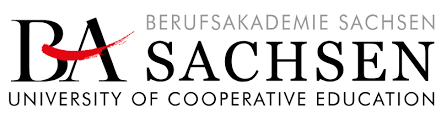 BERUFSAKADEMIE SACHSEN
BA SACHSEN
UNIVERSITY OF COOPERATIVE EDUCATION